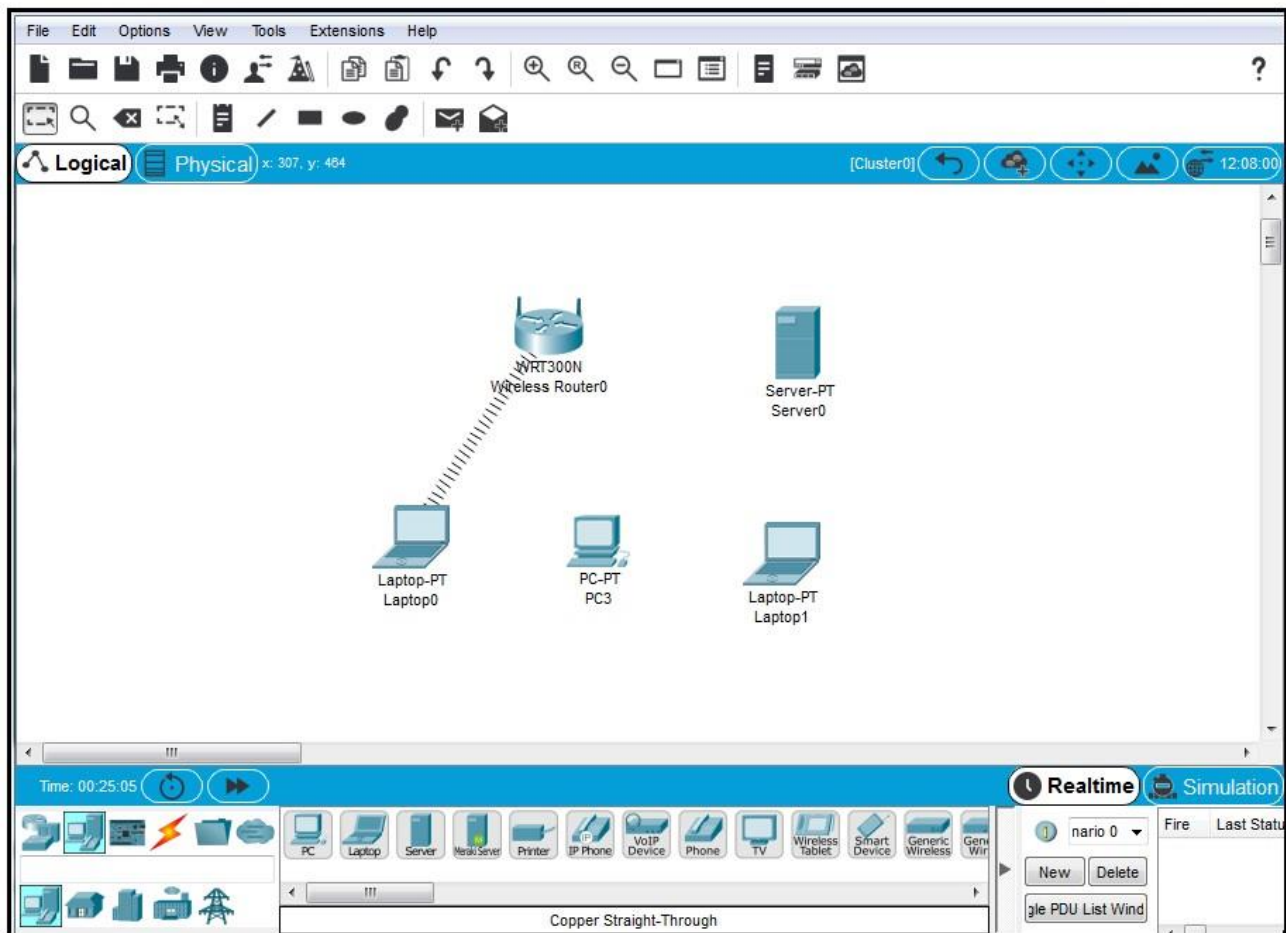 File Edit Options View Tools Extensions Help
?
Logical Physical x: 307, y: 464 [Cluster0] 12:08:00
WRT300N
Wireless Router0
Server-PT
Server0
Laptop-PT
Laptop0
PC-PT
PC3
Laptop-PT
Laptop1
Time: 00:25:05 Realtime Simulation
PC Laptop Server Meraki Server Printer IP Phone VoIP Device Phone TV Wireless Tablet Smart Device Generic Wireless Gen Wir
nario 0 Fire Last Statu
New Delete
gle PDU List Wind
Copper Straight-Through